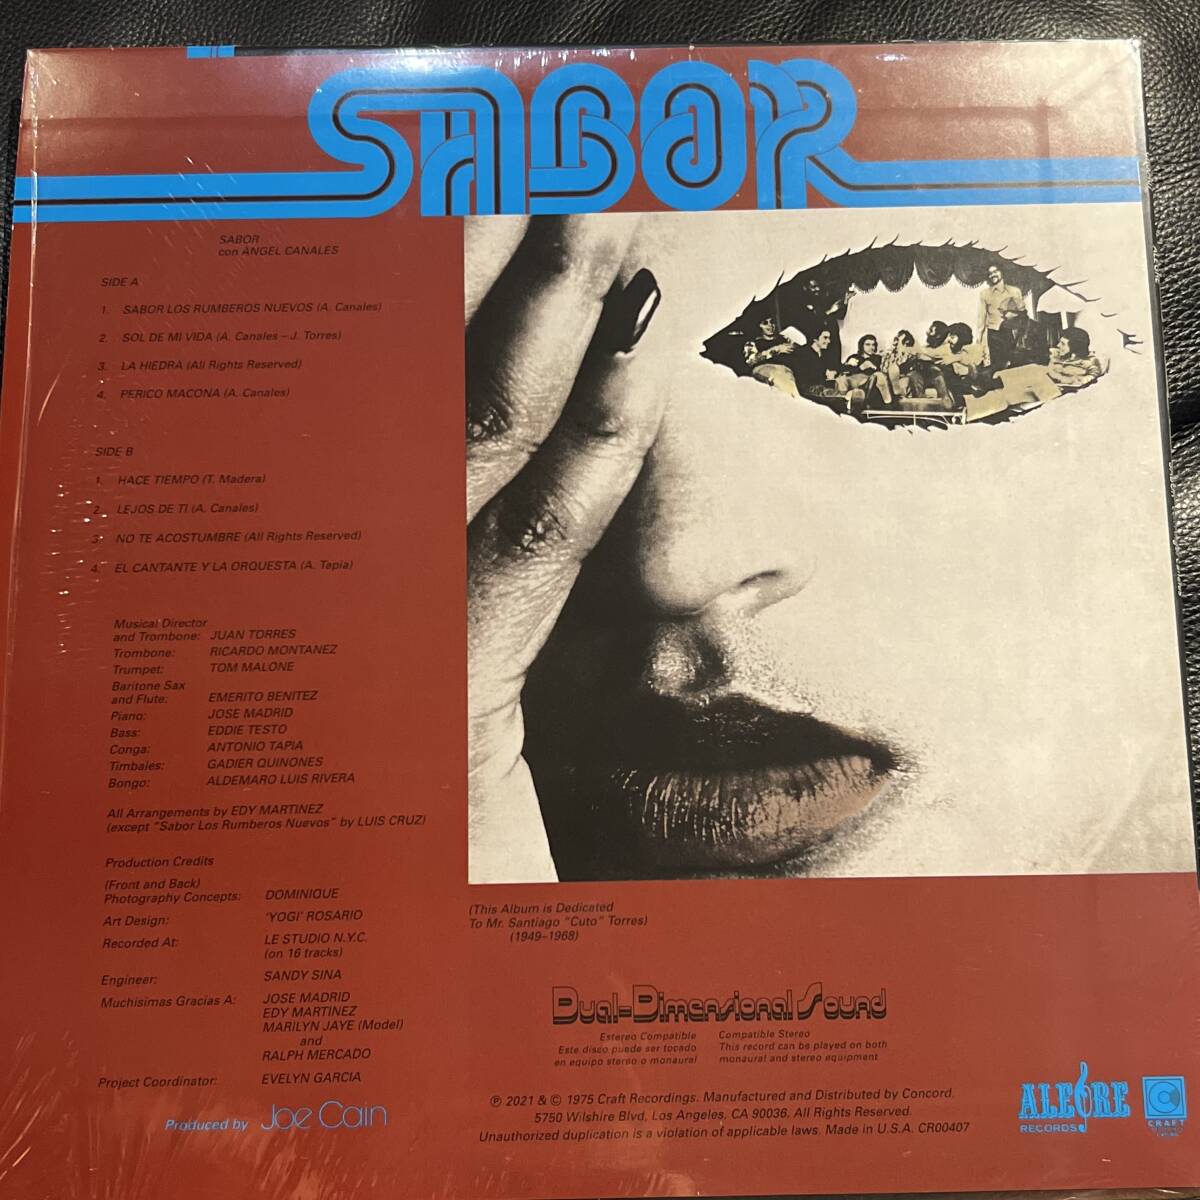 SABOR
SABOR
con ANGEL CANALES
SIDE A
1. SABOR LOS RUMBEROS NUEVOS (A. Canales)
2. SOL DE MI VIDA (A. Canales – J. Torres)
3. LA HIEDRA (All Rights Reserved)
4. PERICO MACONA (A. Canales)
SIDE B
1. HACE TIEMPO (T. Madera)
2. LEJOS DE TI (A. Canales)
3. NO TE ACOSTUMBRE (All Rights Reserved)
4. EL CANTANTE Y LA ORQUESTA (A. Tapia)
Musical Director
and Trombone: JUAN TORRES
Trombone: RICARDO MONTANEZ
Trumpet: TOM MALONE
Baritone Sax
and Flute: EMERITO BENITEZ
Piano: JOSE MADRID
Bass: EDDIE TESTO
Conga: ANTONIO TAPIA
Timbales: GADIER QUINONES
Bongo: ALDEMARO LUIS RIVERA
All Arrangements by EDY MARTINEZ
(except "Sabor Los Rumberos Nuevos" by LUIS CRUZ)
Production Credits
(Front and Back)
Photography Concepts: DOMINIQUE
Art Design: 'YOGI' ROSARIO
Recorded At: LE STUDIO N.Y.C.
(on 16 tracks)
Engineer: SANDY SINA
Muchisimas Gracias A: JOSE MADRID
EDY MARTINEZ
MARILYN JAYE (Model)
and
RALPH MERCADO
Project Coordinator: EVELYN GARCIA
Produced by Joe Cain
(This Album is Dedicated
To Mr. Santiago "Cuto" Torres)
(1949–1968)
Dual-Dimensional Sound
Estereo Compatible
Este disco puede ser tocado
en equipo stereo o monaural
Compatible Stereo
This record can be played on both
monaural and stereo equipment
℗ 2021 & © 1975 Craft Recordings. Manufactured and Distributed by Concord.
5750 Wilshire Blvd, Los Angeles, CA 90036. All Rights Reserved.
Unauthorized duplication is a violation of applicable laws. Made in U.S.A. CR00407
ALEGRE
RECORDS
C
CRAFT